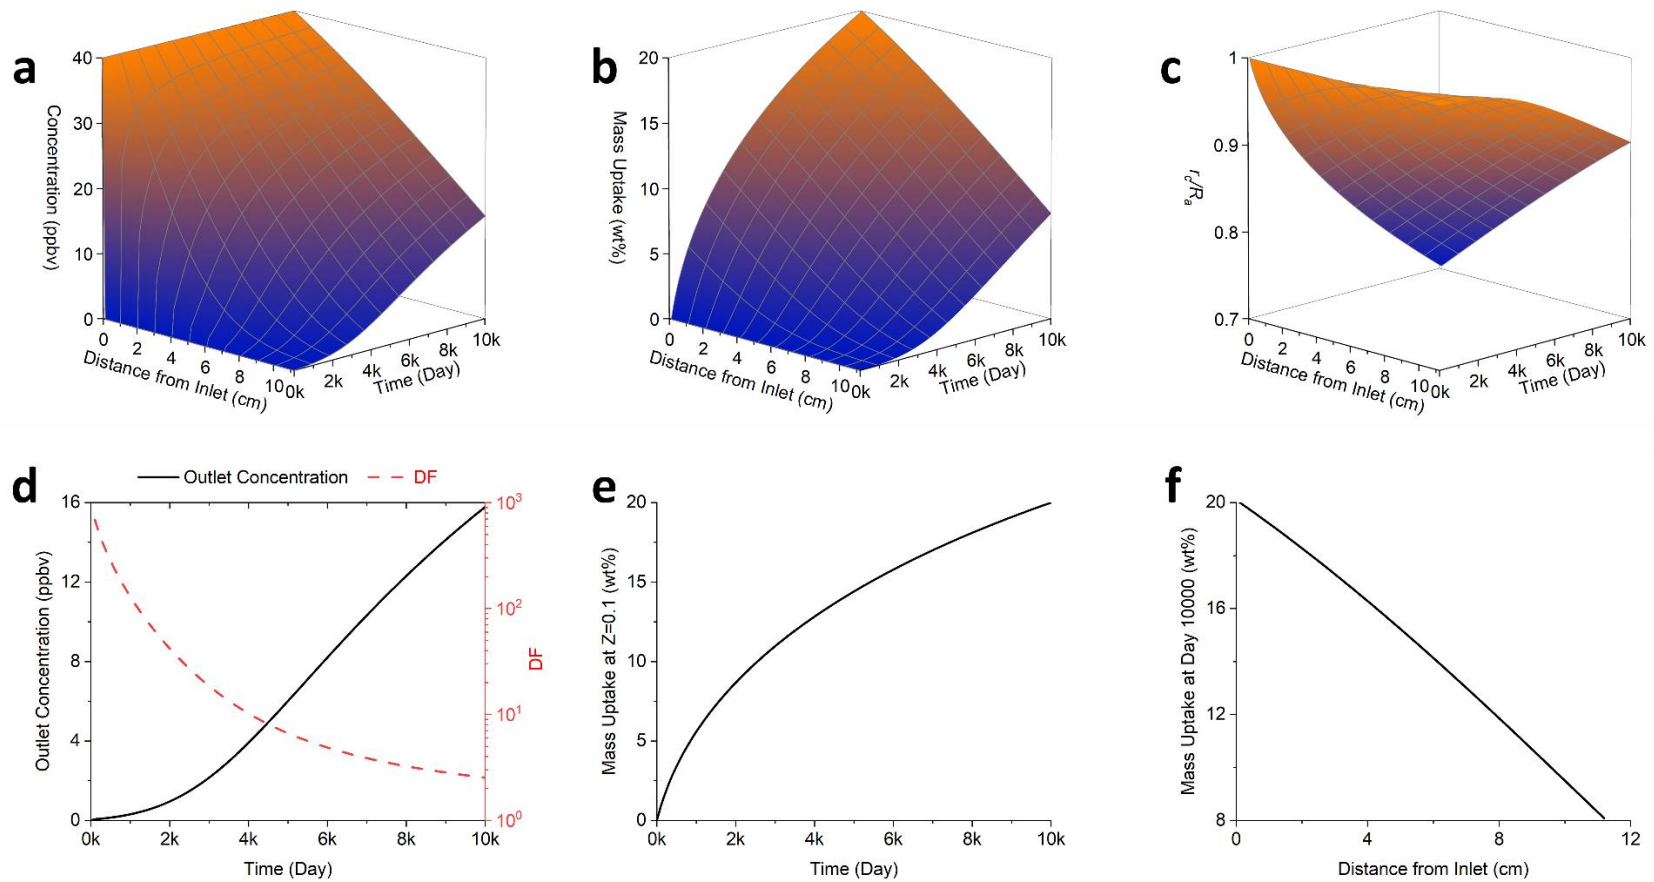 a
40
30
20
10
0
Concentration (ppbv)
0
2
4
6
8
10
Distance from Inlet (cm)
0k
2k
4k
6k
8k
10k
Time (Day)
b
20
15
10
5
0
Mass Uptake (wt%)
0
2
4
6
8
10
Distance from Inlet (cm)
0k
2k
4k
6k
8k
10k
Time (Day)
c
1
0.9
0.8
0.7
r_c/R_a
0
2
4
6
8
10
Distance from Inlet (cm)
0k
2k
4k
6k
8k
10k
Time (Day)
d
Outlet Concentration DF
16
12
8
4
0
Outlet Concentration (ppbv)
10³
10²
10¹
10⁰
DF
0k 2k 4k 6k 8k 10k
Time (Day)
e
20
15
10
5
0
Mass Uptake at Z=0.1 (wt%)
0k 2k 4k 6k 8k 10k
Time (Day)
f
20
16
12
8
Mass Uptake at Day 10000 (wt%)
0 4 8 12
Distance from Inlet (cm)